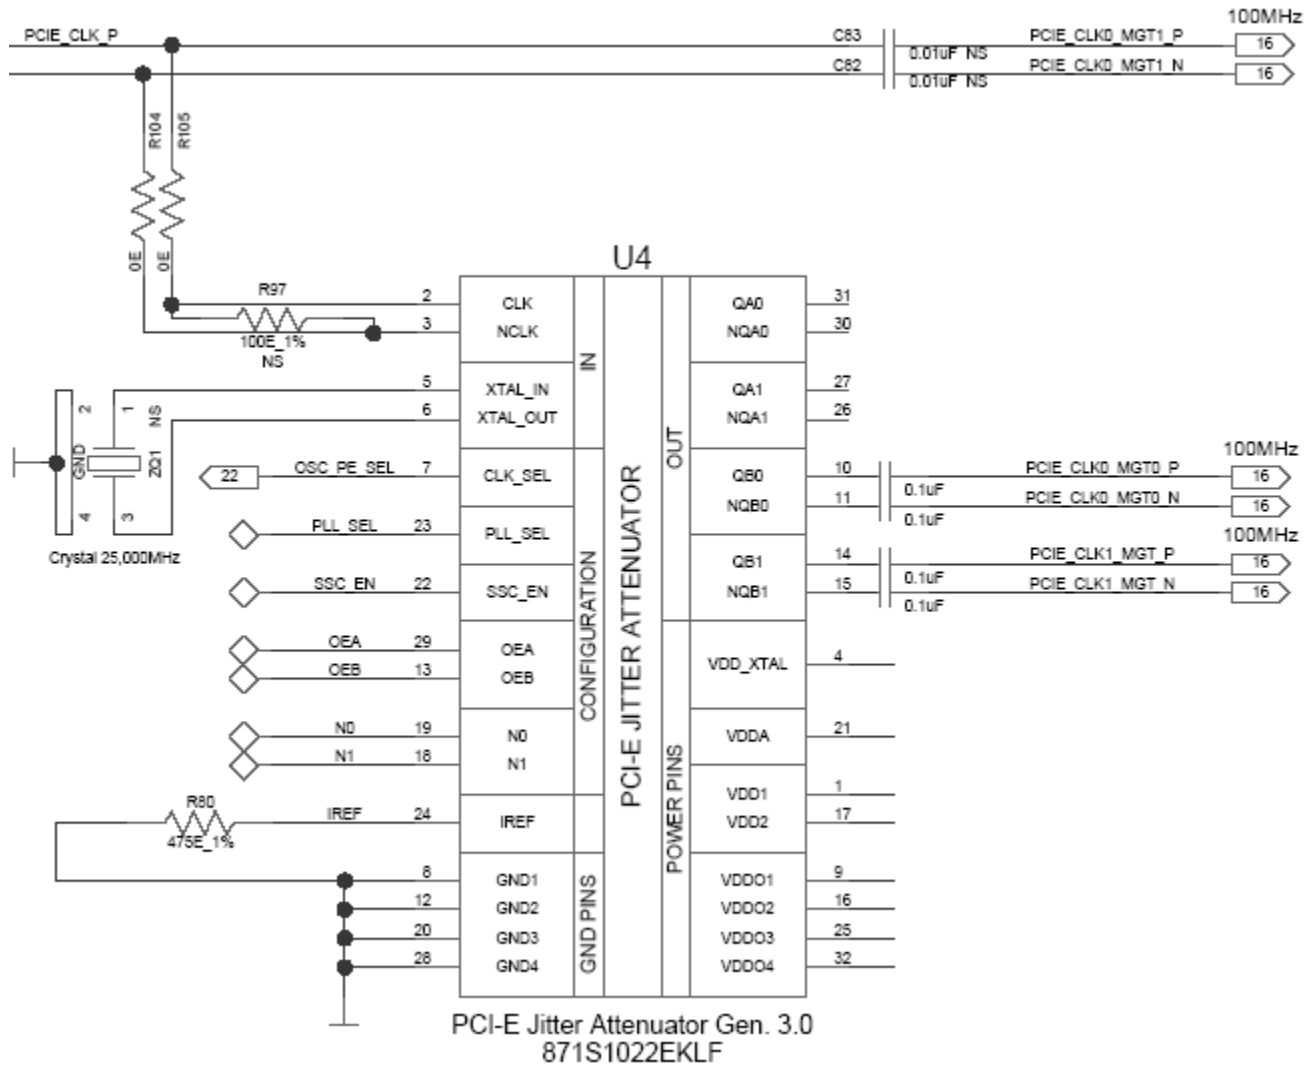 100MHz
PCIE_CLK_P
C83
0.01uF NS
PCIE_CLK0_MGT1_P
16
C82
0.01uF NS
PCIE_CLK0_MGT1_N
16
R104
R105
0E
0E
U4
R97
100E_1%
NS
2
CLK
3
NCLK
IN
5
XTAL_IN
6
XTAL_OUT
2
1
NS
GND
ZQ1
4
3
Crystal 25,000MHz
22
OSC_PE_SEL
7
CLK_SEL
PLL_SEL
23
PLL_SEL
SSC_EN
22
SSC_EN
OEA
29
OEA
OEB
13
OEB
N0
19
N0
N1
18
N1
CONFIGURATION
R80
475E_1%
IREF
24
IREF
8
GND1
12
GND2
20
GND3
28
GND4
GND PINS
PCI-E JITTER ATTENUATOR
OUT
QA0
31
NQA0
30
QA1
27
NQA1
26
100MHz
QB0
10
0.1uF
PCIE_CLK0_MGT0_P
16
NQB0
11
0.1uF
PCIE_CLK0_MGT0_N
16
100MHz
QB1
14
0.1uF
PCIE_CLK1_MGT_P
16
NQB1
15
0.1uF
PCIE_CLK1_MGT_N
16
POWER PINS
VDD_XTAL
4
VDDA
21
VDD1
1
VDD2
17
VDDO1
9
VDDO2
16
VDDO3
25
VDDO4
32
PCI-E Jitter Attenuator Gen. 3.0
871S1022EKLF